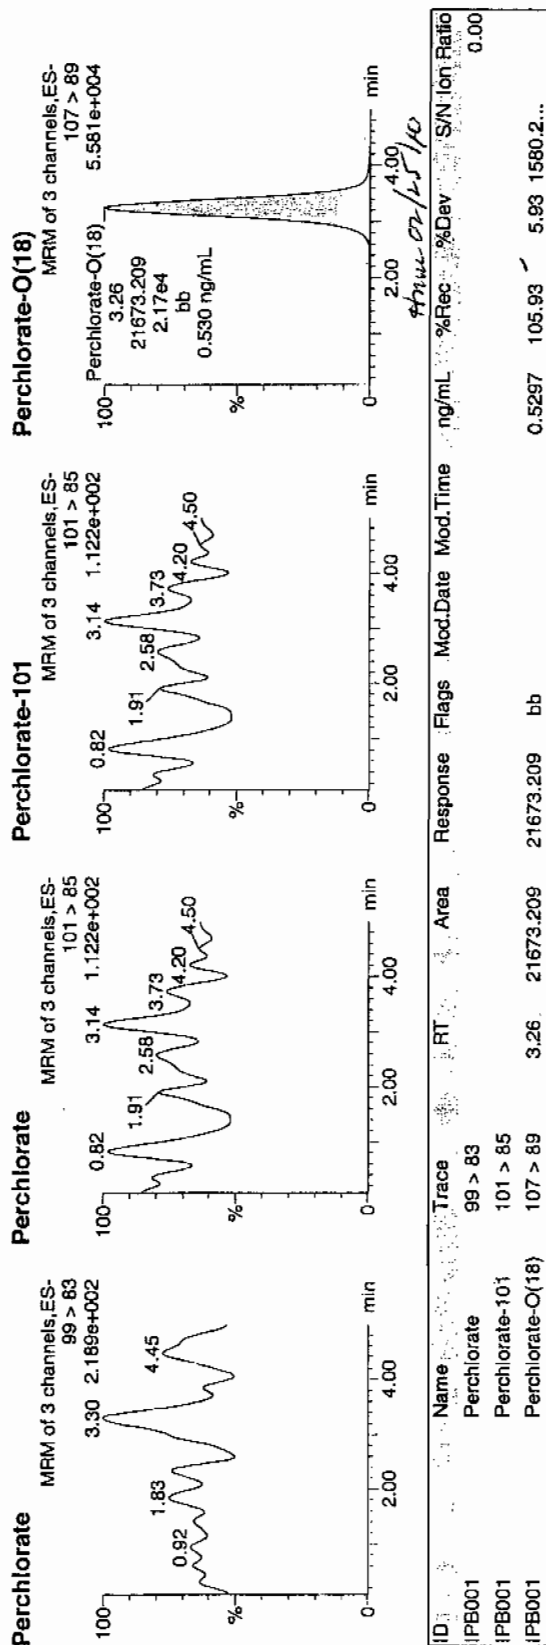 Perchlorate
MRM of 3 channels,ES-
99 > 83
3.30 2.189e+002
100
%
0
0.92
1.83
4.45
2.00
4.00
min
Perchlorate
MRM of 3 channels,ES-
101 > 85
1.122e+002
100
%
0
0.82
1.91
2.58
3.14
3.73
4.20
4.50
2.00
4.00
min
Perchlorate-101
MRM of 3 channels,ES-
101 > 85
1.122e+002
100
%
0
0.82
1.91
2.58
3.14
3.73
4.20
4.50
2.00
4.00
min
Perchlorate-O(18)
MRM of 3 channels,ES-
107 > 89
5.581e+004
100
%
0
Perchlorate-O(18)
3.26
21673.209
2.17e4
bb
0.530 ng/mL
2.00
4.00
min
02/25/10
ID Name Trace RT Area Response Flags Mod.Date Mod.Time ng/mL %Rec %Dev S/N Ion Ratio
IPB001 Perchlorate 99 > 83 0.00
IPB001 Perchlorate-101 101 > 85
IPB001 Perchlorate-O(18) 107 > 89 3.26 21673.209 21673.209 bb 0.5297 105.93 5.93 1580.2...